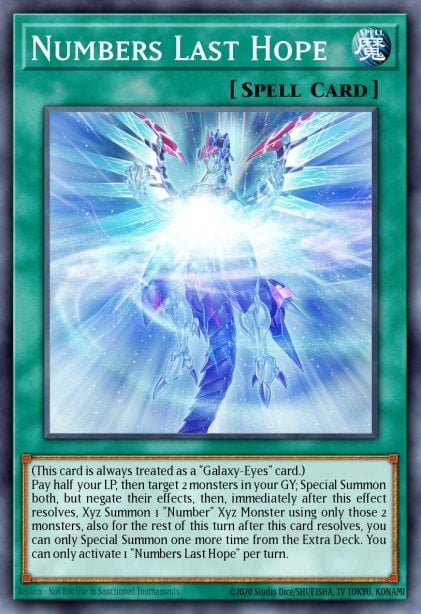 NUMBERS LAST HOPE
SPELL
魔
[SPELL CARD]
(This card is always treated as a "Galaxy-Eyes" card.)
Pay half your LP, then target 2 monsters in your GY; Special Summon
both, but negate their effects, then, immediately after this effect
resolves, Xyz Summon 1 "Number" Xyz Monster using only those 2
monsters, also for the rest of this turn after this card resolves, you
can only Special Summon one more time from the Extra Deck. You
can only activate 1 "Numbers Last Hope" per turn.
Replica - Not For Use in Sanctioned Tournaments
©2020 Studio Dice/SHUEISHA, TV TOKYO, KONAMI